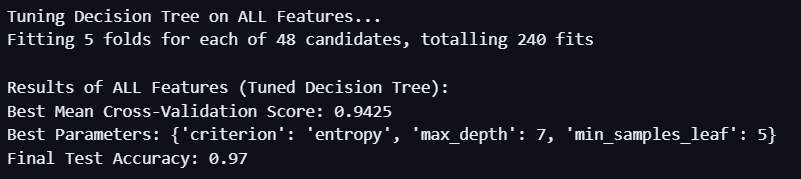 Tuning Decision Tree on ALL Features...
Fitting 5 folds for each of 48 candidates, totalling 240 fits
Results of ALL Features (Tuned Decision Tree):
Best Mean Cross-Validation Score: 0.9425
Best Parameters: {'criterion': 'entropy', 'max_depth': 7, 'min_samples_leaf': 5}
Final Test Accuracy: 0.97